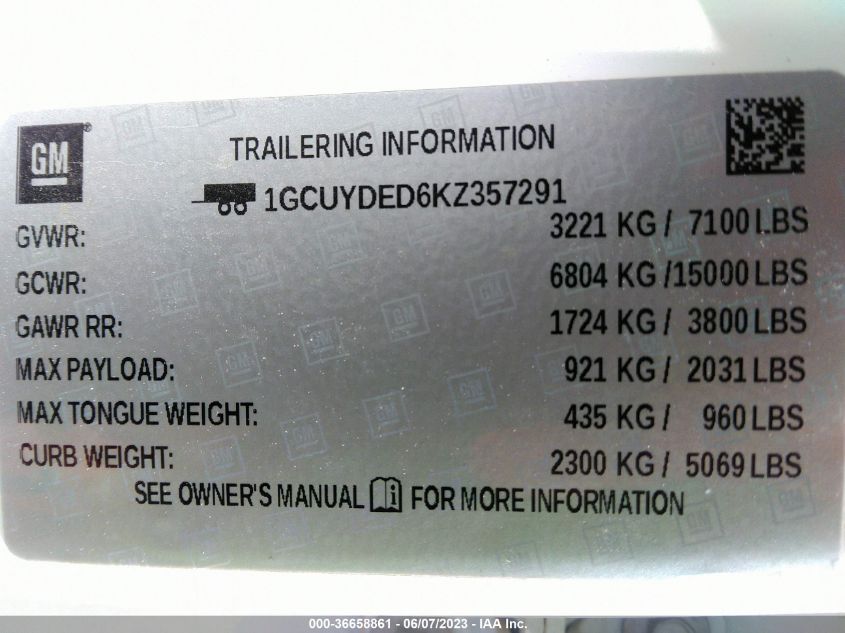 GM®
TRAILERING INFORMATION
1GCUYDED6KZ357291
GVWR: 3221 KG / 7100 LBS
GCWR: 6804 KG /15000 LBS
GAWR RR: 1724 KG / 3800 LBS
MAX PAYLOAD: 921 KG / 2031 LBS
MAX TONGUE WEIGHT: 435 KG / 960 LBS
CURB WEIGHT: 2300 KG / 5069 LBS
SEE OWNER'S MANUAL FOR MORE INFORMATION
000-36658861 - 06/07/2023 - IAA Inc.